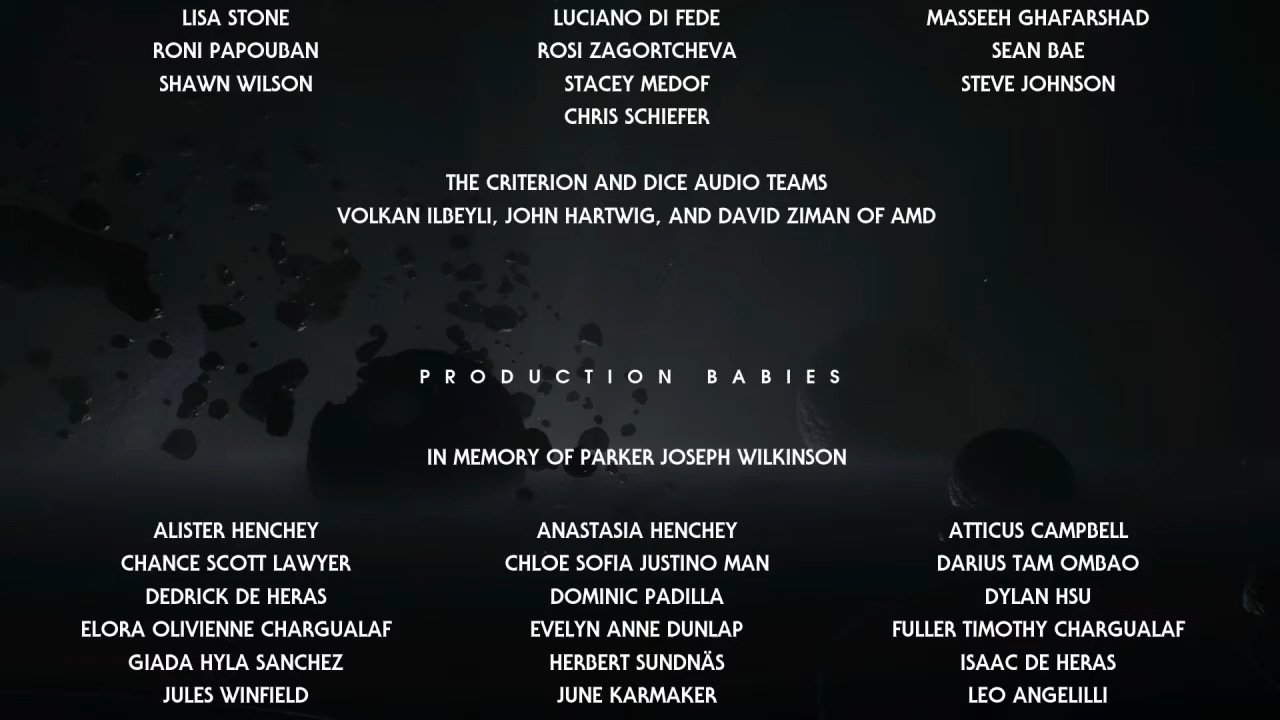 LISA STONE LUCIANO DI FEDE MASSEEH GHAFARSHAD
RONI PAPOUBAN ROSI ZAGORTCHEVA SEAN BAE
SHAWN WILSON STACEY MEDOF STEVE JOHNSON
CHRIS SCHIEFER
THE CRITERION AND DICE AUDIO TEAMS
VOLKAN ILBEYLI, JOHN HARTWIG, AND DAVID ZIMAN OF AMD
PRODUCTION BABIES
IN MEMORY OF PARKER JOSEPH WILKINSON
ALISTER HENCHEY ANASTASIA HENCHEY ATTICUS CAMPBELL
CHANCE SCOTT LAWYER CHLOE SOFIA JUSTINO MAN DARIUS TAM OMBAO
DEDRICK DE HERAS DOMINIC PADILLA DYLAN HSU
ELORA OLIVIENNE CHARGUALAF EVELYN ANNE DUNLAP FULLER TIMOTHY CHARGUALAF
GIADA HYLA SANCHEZ HERBERT SUNDNÄS ISAAC DE HERAS
JULES WINFIELD JUNE KARMAKER LEO ANGELILLI